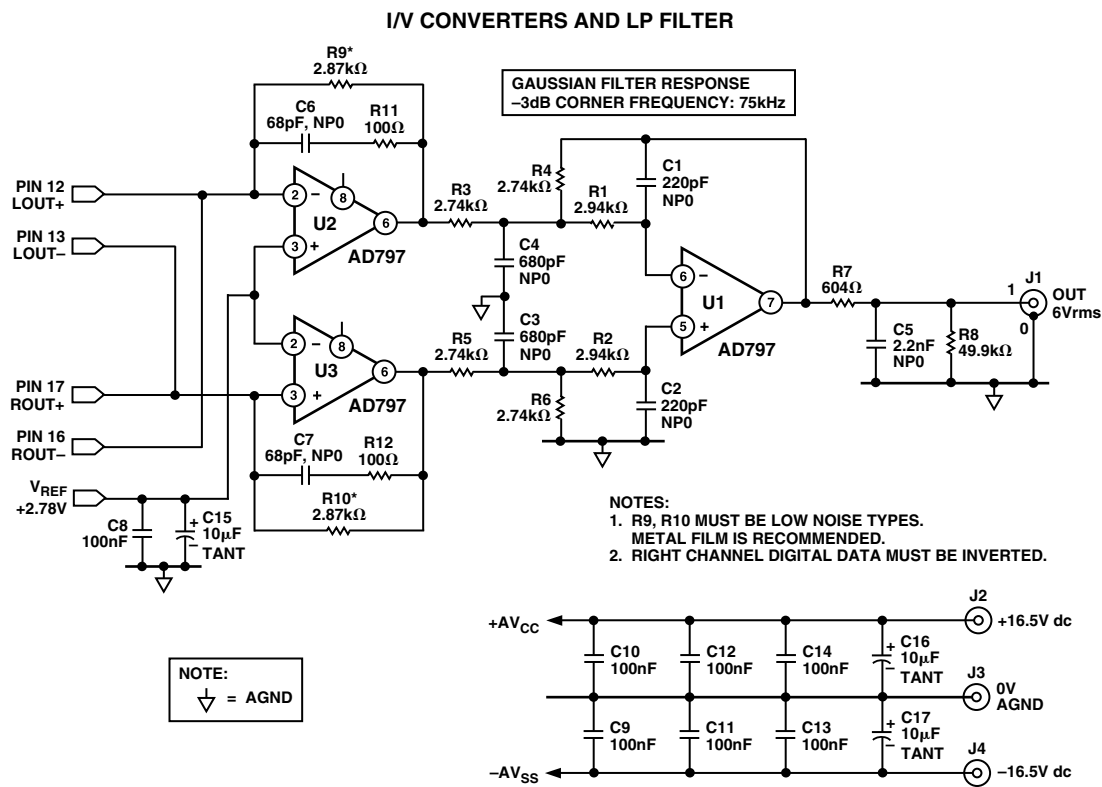 I/V CONVERTERS AND LP FILTER
R9*
2.87kΩ
GAUSSIAN FILTER RESPONSE
–3dB CORNER FREQUENCY: 75kHz
C6
68pF, NP0
R11
100Ω
PIN 12
LOUT+
PIN 13
LOUT–
2
–
8
U2
6
3
+
AD797
R3
2.74kΩ
R4
2.74kΩ
R1
2.94kΩ
C1
220pF
NP0
C4
680pF
NP0
C3
680pF
NP0
6
–
U1
7
5
+
AD797
R7
604Ω
J1
1
OUT
6Vrms
0
C5
2.2nF
NP0
R8
49.9kΩ
2
–
8
U3
6
3
+
AD797
R5
2.74kΩ
R2
2.94kΩ
R6
2.74kΩ
C2
220pF
NP0
PIN 17
ROUT+
PIN 16
ROUT–
C7
68pF, NP0
R12
100Ω
R10*
2.87kΩ
VREF
+2.78V
C8
100nF
+
–
C15
10μF
TANT
NOTES:
1. R9, R10 MUST BE LOW NOISE TYPES.
METAL FILM IS RECOMMENDED.
2. RIGHT CHANNEL DIGITAL DATA MUST BE INVERTED.
NOTE:
= AGND
+AVCC
J2
+16.5V dc
C10
100nF
C12
100nF
C14
100nF
+
–
C16
10μF
TANT
J3
0V
AGND
C9
100nF
C11
100nF
C13
100nF
+
–
C17
10μF
TANT
–AVSS
J4
–16.5V dc